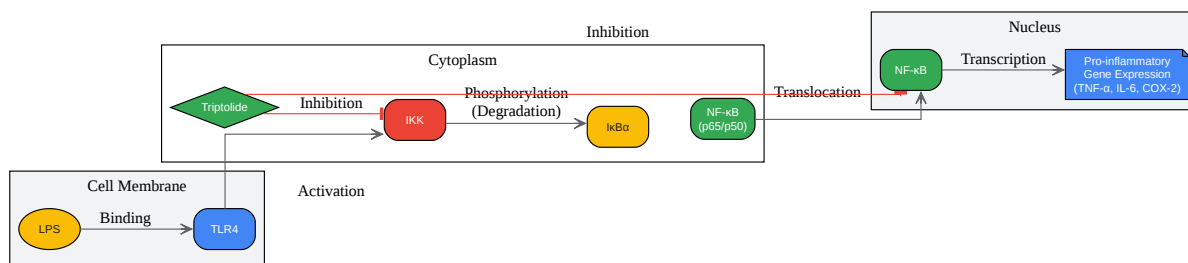 Inhibition
Nucleus
Cytoplasm
NF-κB
Transcription
Pro-inflammatory
Gene Expression
(TNF-α, IL-6, COX-2)
Triptolide
Inhibition
IKK
Phosphorylation
(Degradation)
IκBα
NF-κB
(p65/p50)
Translocation
Cell Membrane
Activation
LPS
Binding
TLR4